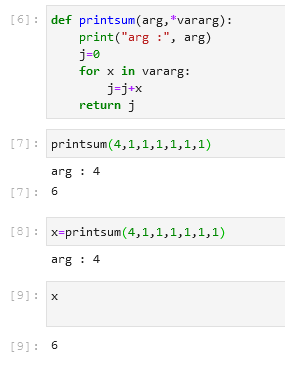 [6]: def printsum(arg,*vararg):
    print("arg :", arg)
    j=0
    for x in vararg:
        j=j+x
    return j
[7]: printsum(4,1,1,1,1,1,1)
arg : 4
[7]: 6
[8]: x=printsum(4,1,1,1,1,1,1)
arg : 4
[9]: x
[9]: 6